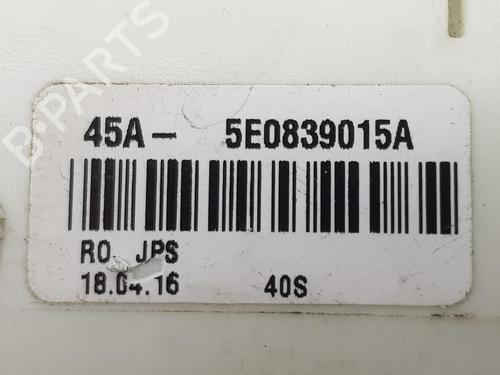 45A- 5E0839015A
RO. JPS
18.04.16 40S
B-PARTS